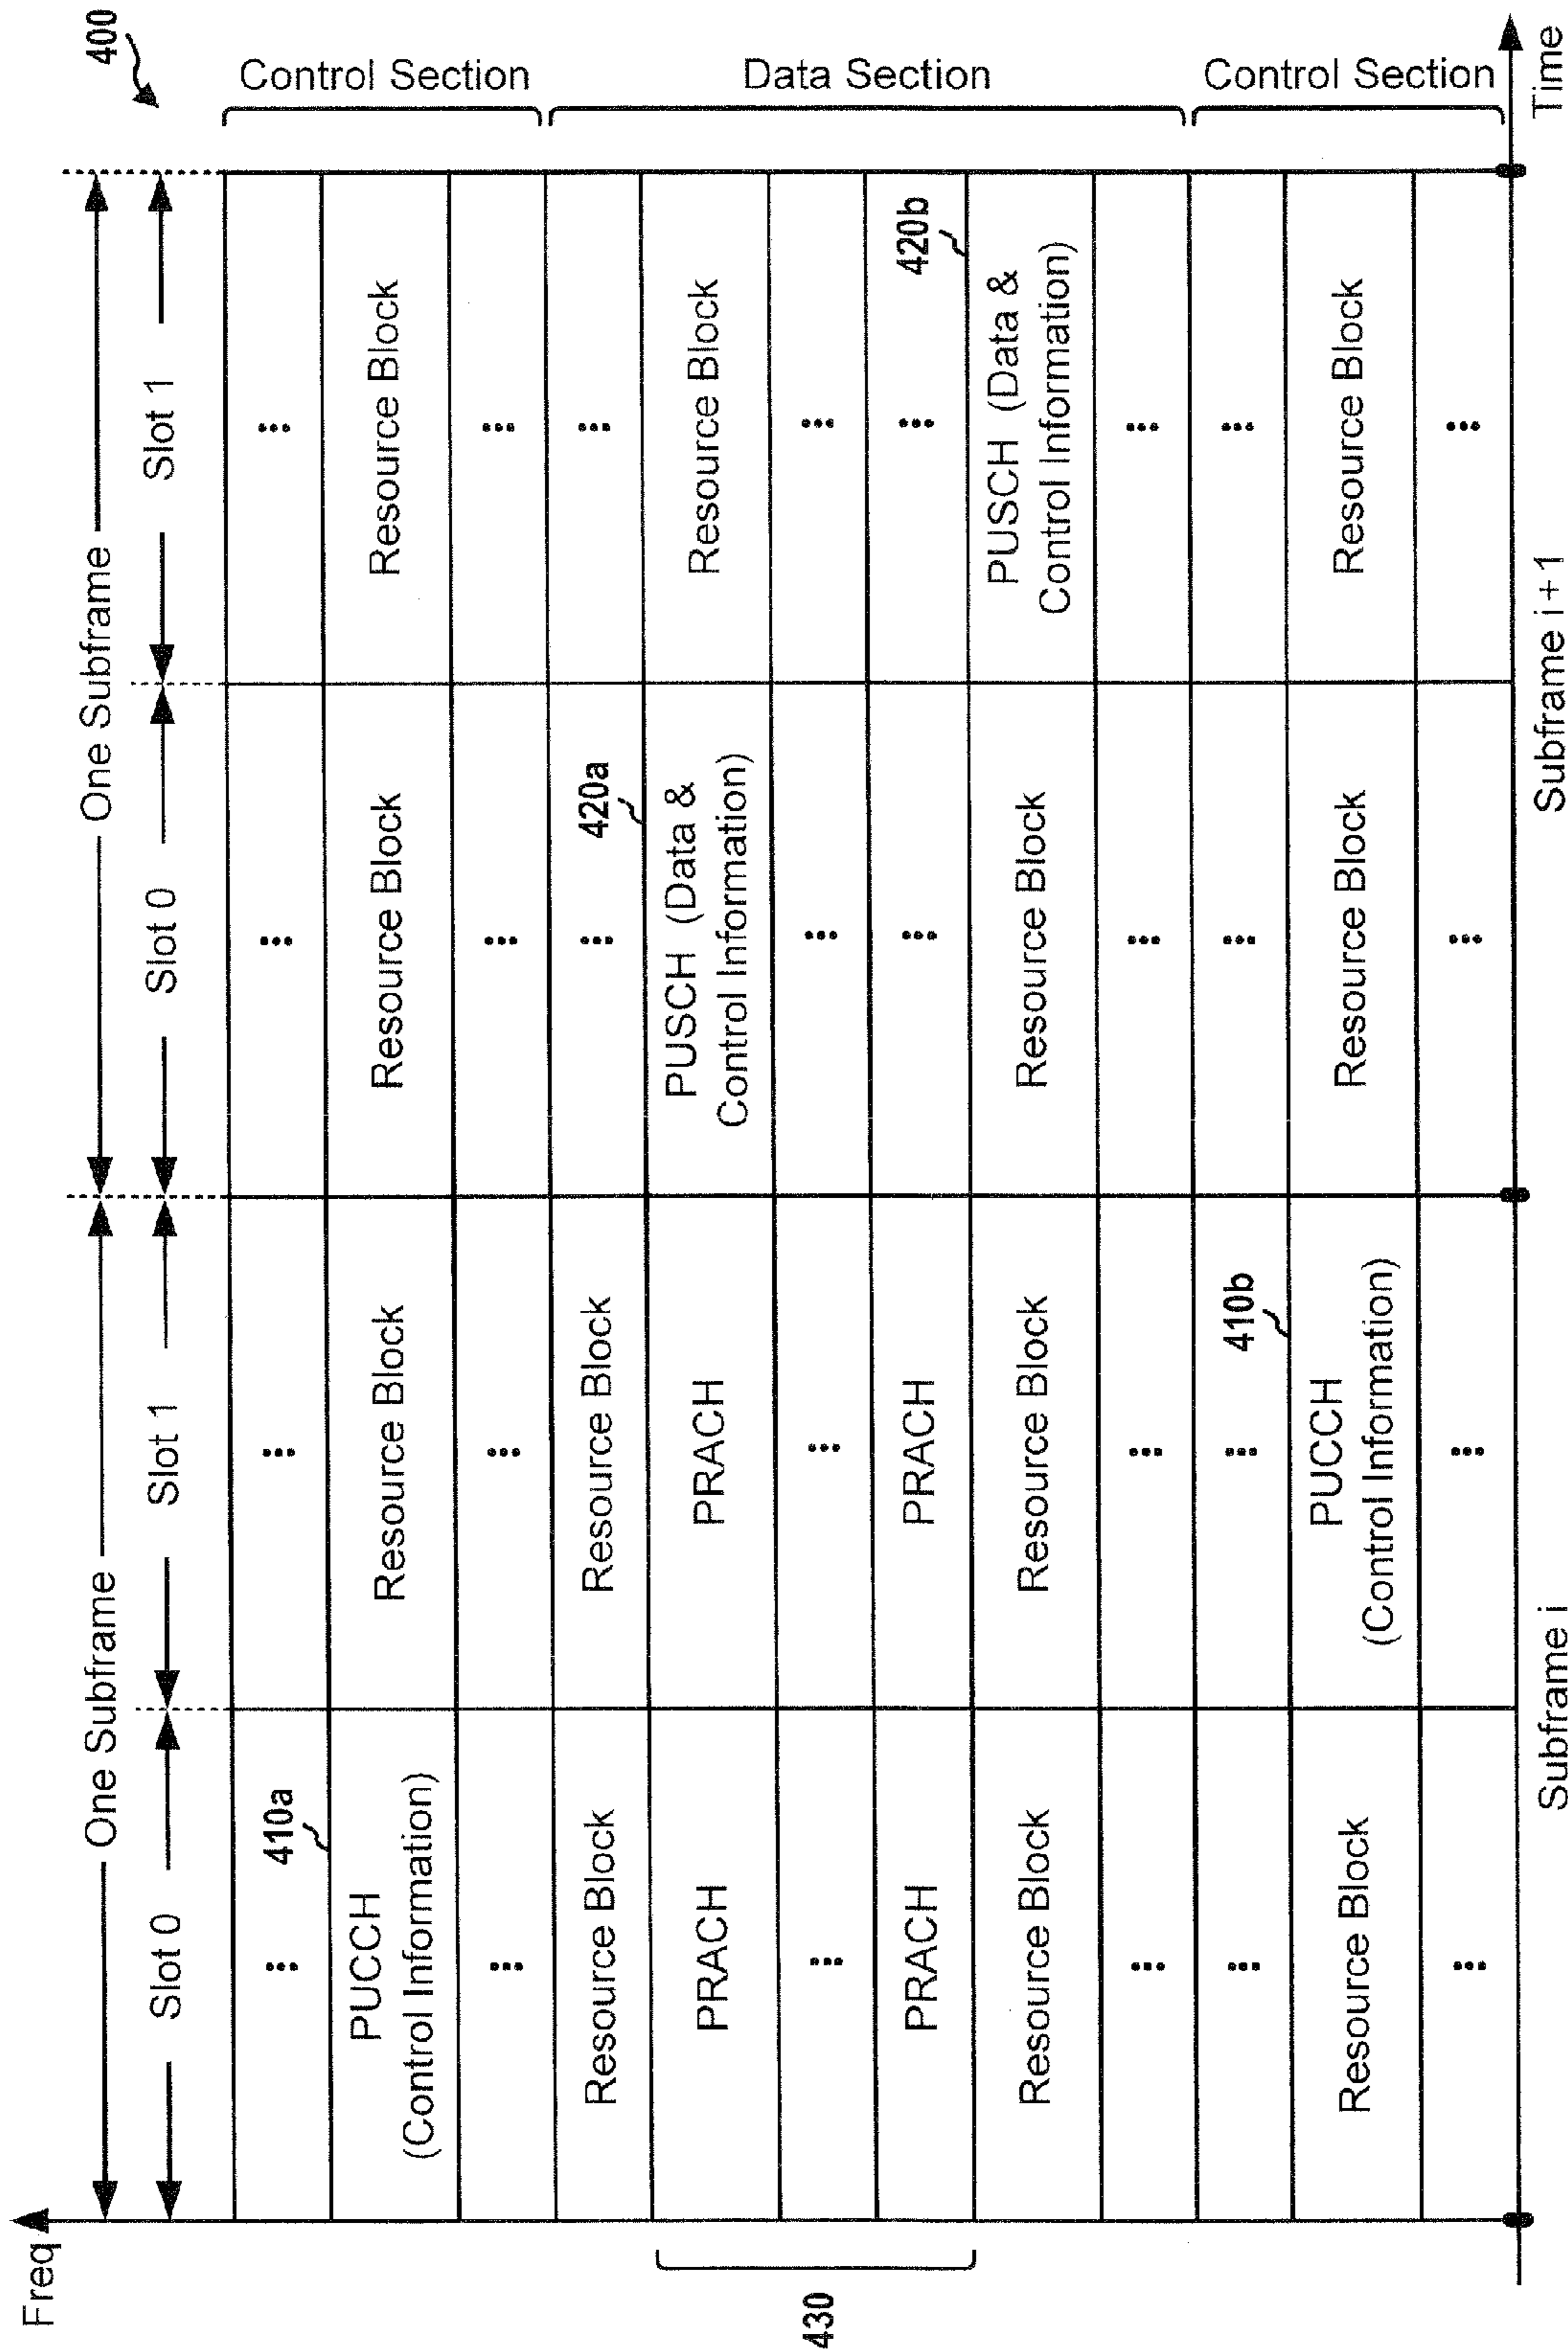 400
Freq
One Subframe
One Subframe
Slot 0
Slot 1
Slot 0
Slot 1
Control Section
Data Section
Control Section
...
...
...
...
410a
PUCCH
(Control Information)
Resource Block
Resource Block
Resource Block
...
...
...
...
Resource Block
Resource Block
...
...
420a
430
PRACH
PRACH
PUSCH (Data &
Control Information)
Resource Block
...
...
...
...
PRACH
PRACH
...
...
420b
Resource Block
Resource Block
Resource Block
PUSCH (Data &
Control Information)
...
...
...
...
...
...
...
...
410b
Resource Block
PUCCH
(Control Information)
Resource Block
Resource Block
...
...
...
...
Subframe i
Subframe i + 1
Time